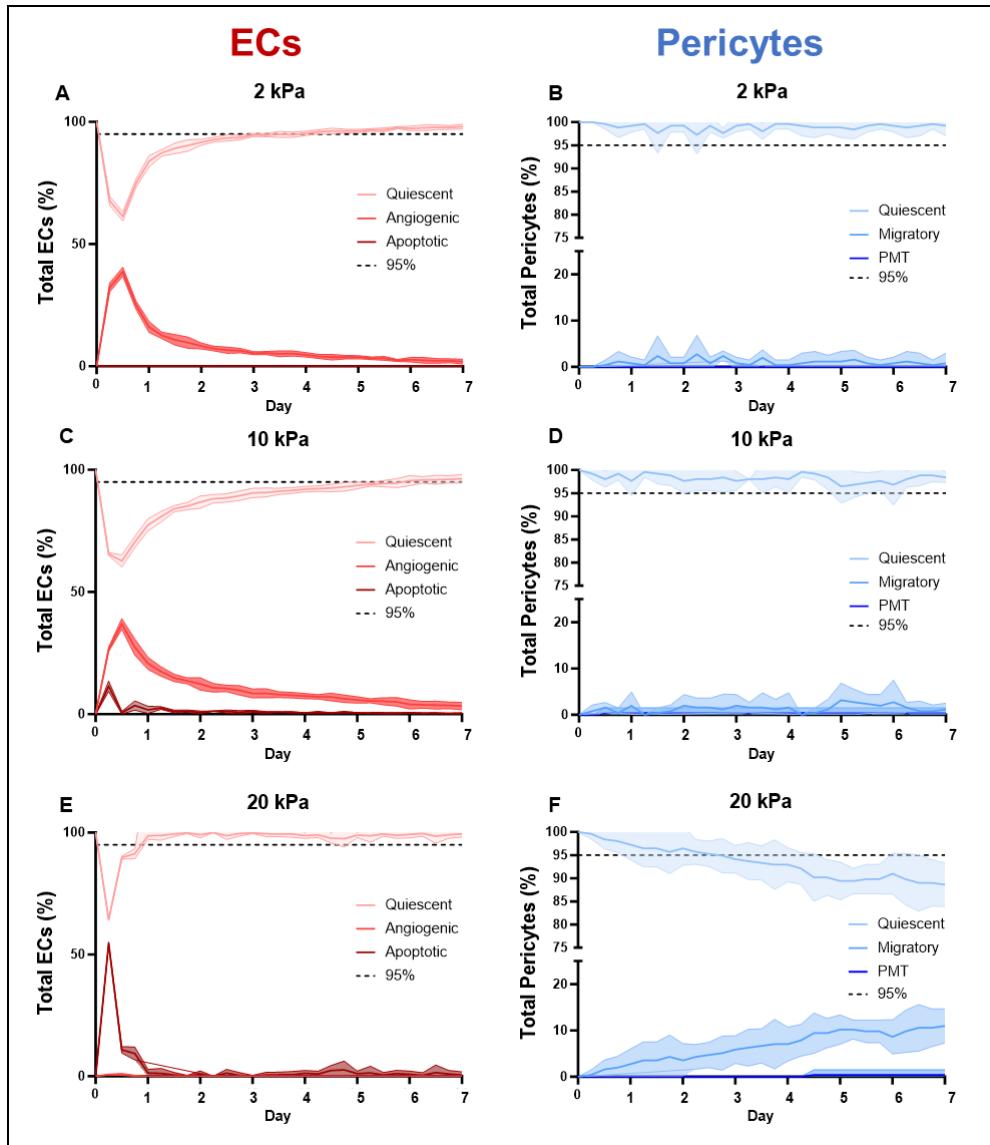 ECs
Pericytes
A
2 kPa
Total ECs (%)
100
50
0
Quiescent
Angiogenic
Apoptotic
95%
0 1 2 3 4 5 6 7
Day
B
2 kPa
Total Pericytes (%)
100
95
90
85
80
75
20
10
0
Quiescent
Migratory
PMT
95%
0 1 2 3 4 5 6 7
Day
C
10 kPa
Total ECs (%)
100
50
0
Quiescent
Angiogenic
Apoptotic
95%
0 1 2 3 4 5 6 7
Day
D
10 kPa
Total Pericytes (%)
100
95
90
85
80
75
20
10
0
Quiescent
Migratory
PMT
95%
0 1 2 3 4 5 6 7
Day
E
20 kPa
Total ECs (%)
100
50
0
Quiescent
Angiogenic
Apoptotic
95%
0 1 2 3 4 5 6 7
Day
F
20 kPa
Total Pericytes (%)
100
95
90
85
80
75
20
10
0
Quiescent
Migratory
PMT
95%
0 1 2 3 4 5 6 7
Day